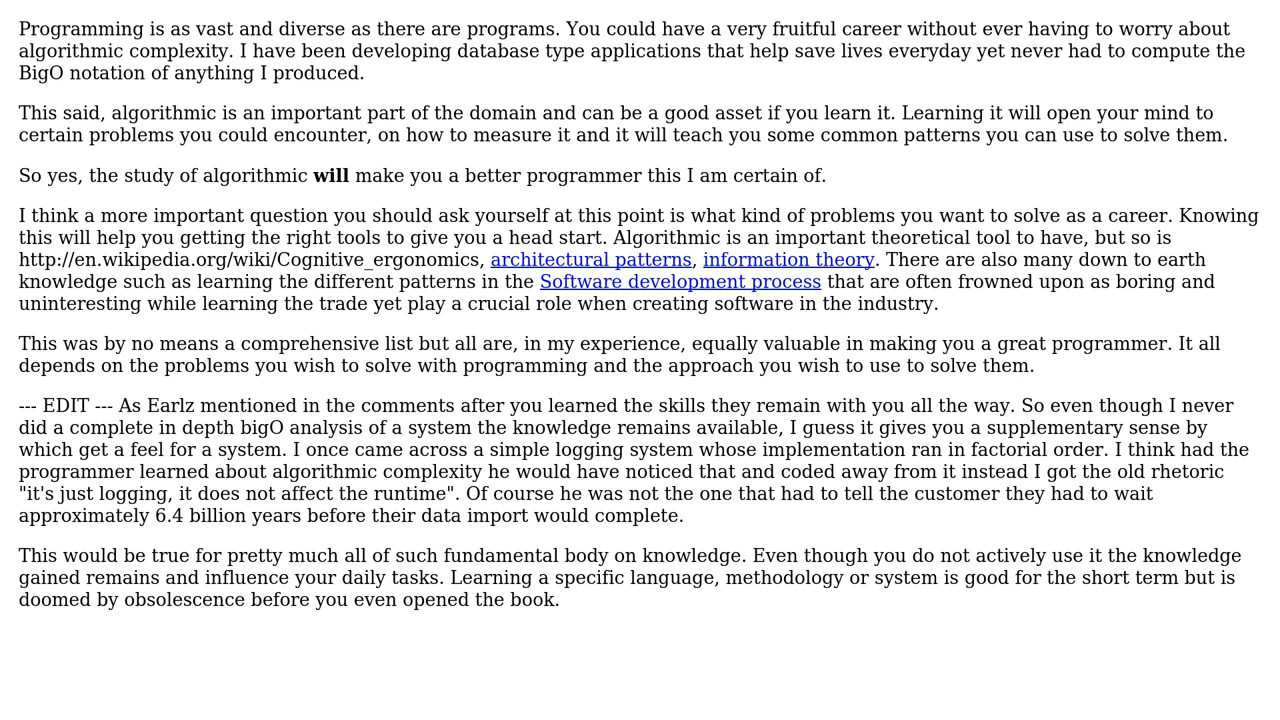 Programming is as vast and diverse as there are programs. You could have a very fruitful career without ever having to worry about
algorithmic complexity. I have been developing database type applications that help save lives everyday yet never had to compute the
BigO notation of anything I produced.
This said, algorithmic is an important part of the domain and can be a good asset if you learn it. Learning it will open your mind to
certain problems you could encounter, on how to measure it and it will teach you some common patterns you can use to solve them.
So yes, the study of algorithmic will make you a better programmer this I am certain of.
I think a more important question you should ask yourself at this point is what kind of problems you want to solve as a career. Knowing
this will help you getting the right tools to give you a head start. Algorithmic is an important theoretical tool to have, but so is
http://en.wikipedia.org/wiki/Cognitive_ergonomics, architectural patterns, information theory. There are also many down to earth
knowledge such as learning the different patterns in the Software development process that are often frowned upon as boring and
uninteresting while learning the trade yet play a crucial role when creating software in the industry.
This was by no means a comprehensive list but all are, in my experience, equally valuable in making you a great programmer. It all
depends on the problems you wish to solve with programming and the approach you wish to use to solve them.
--- EDIT --- As Earlz mentioned in the comments after you learned the skills they remain with you all the way. So even though I never
did a complete in depth bigO analysis of a system the knowledge remains available, I guess it gives you a supplementary sense by
which get a feel for a system. I once came across a simple logging system whose implementation ran in factorial order. I think had the
programmer learned about algorithmic complexity he would have noticed that and coded away from it instead I got the old rhetoric
"it's just logging, it does not affect the runtime". Of course he was not the one that had to tell the customer they had to wait
approximately 6.4 billion years before their data import would complete.
This would be true for pretty much all of such fundamental body on knowledge. Even though you do not actively use it the knowledge
gained remains and influence your daily tasks. Learning a specific language, methodology or system is good for the short term but is
doomed by obsolescence before you even opened the book.